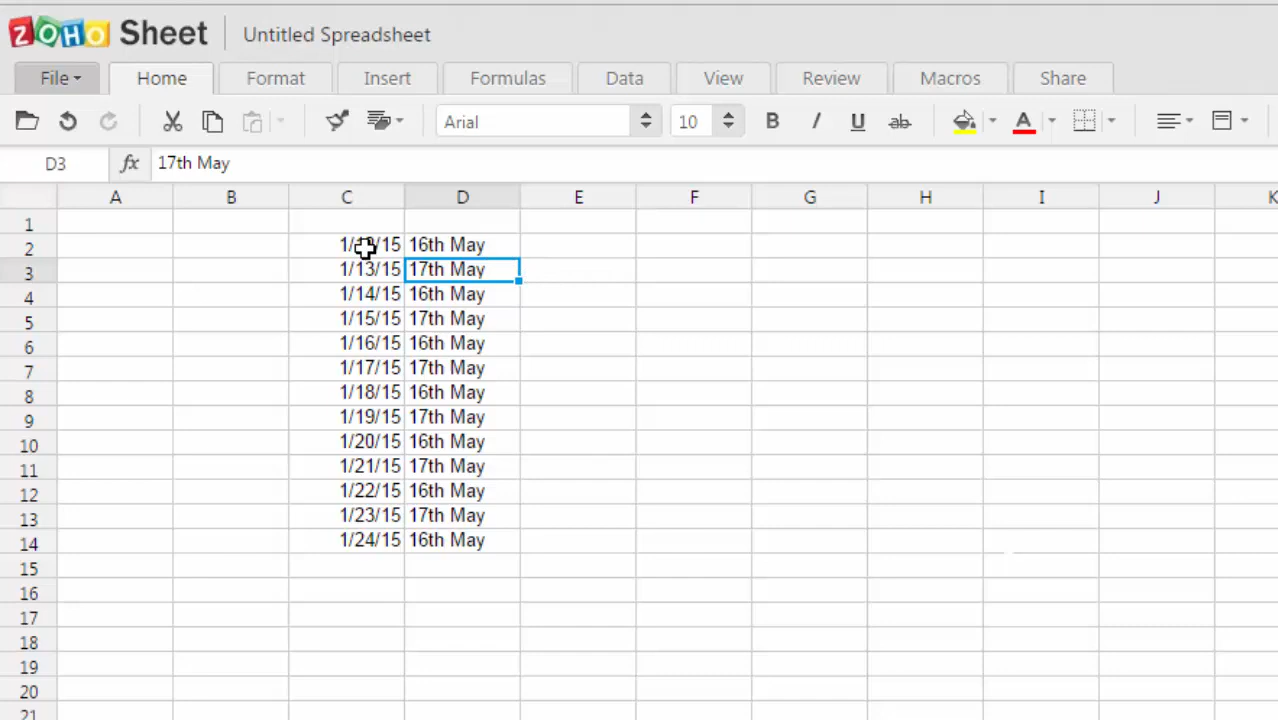 ZOHO Sheet Untitled Spreadsheet
File Home Format Insert Formulas Data View Review Macros Share
Arial 10 B I U ab A
D3 fx 17th May
A B C D E F G H I J K
1
2 16th May
3 1/13/15 17th May
4 1/14/15 16th May
5 1/15/15 17th May
6 1/16/15 16th May
7 1/17/15 17th May
8 1/18/15 16th May
9 1/19/15 17th May
10 1/20/15 16th May
11 1/21/15 17th May
12 1/22/15 16th May
13 1/23/15 17th May
14 1/24/15 16th May
15
16
17
18
19
20
21